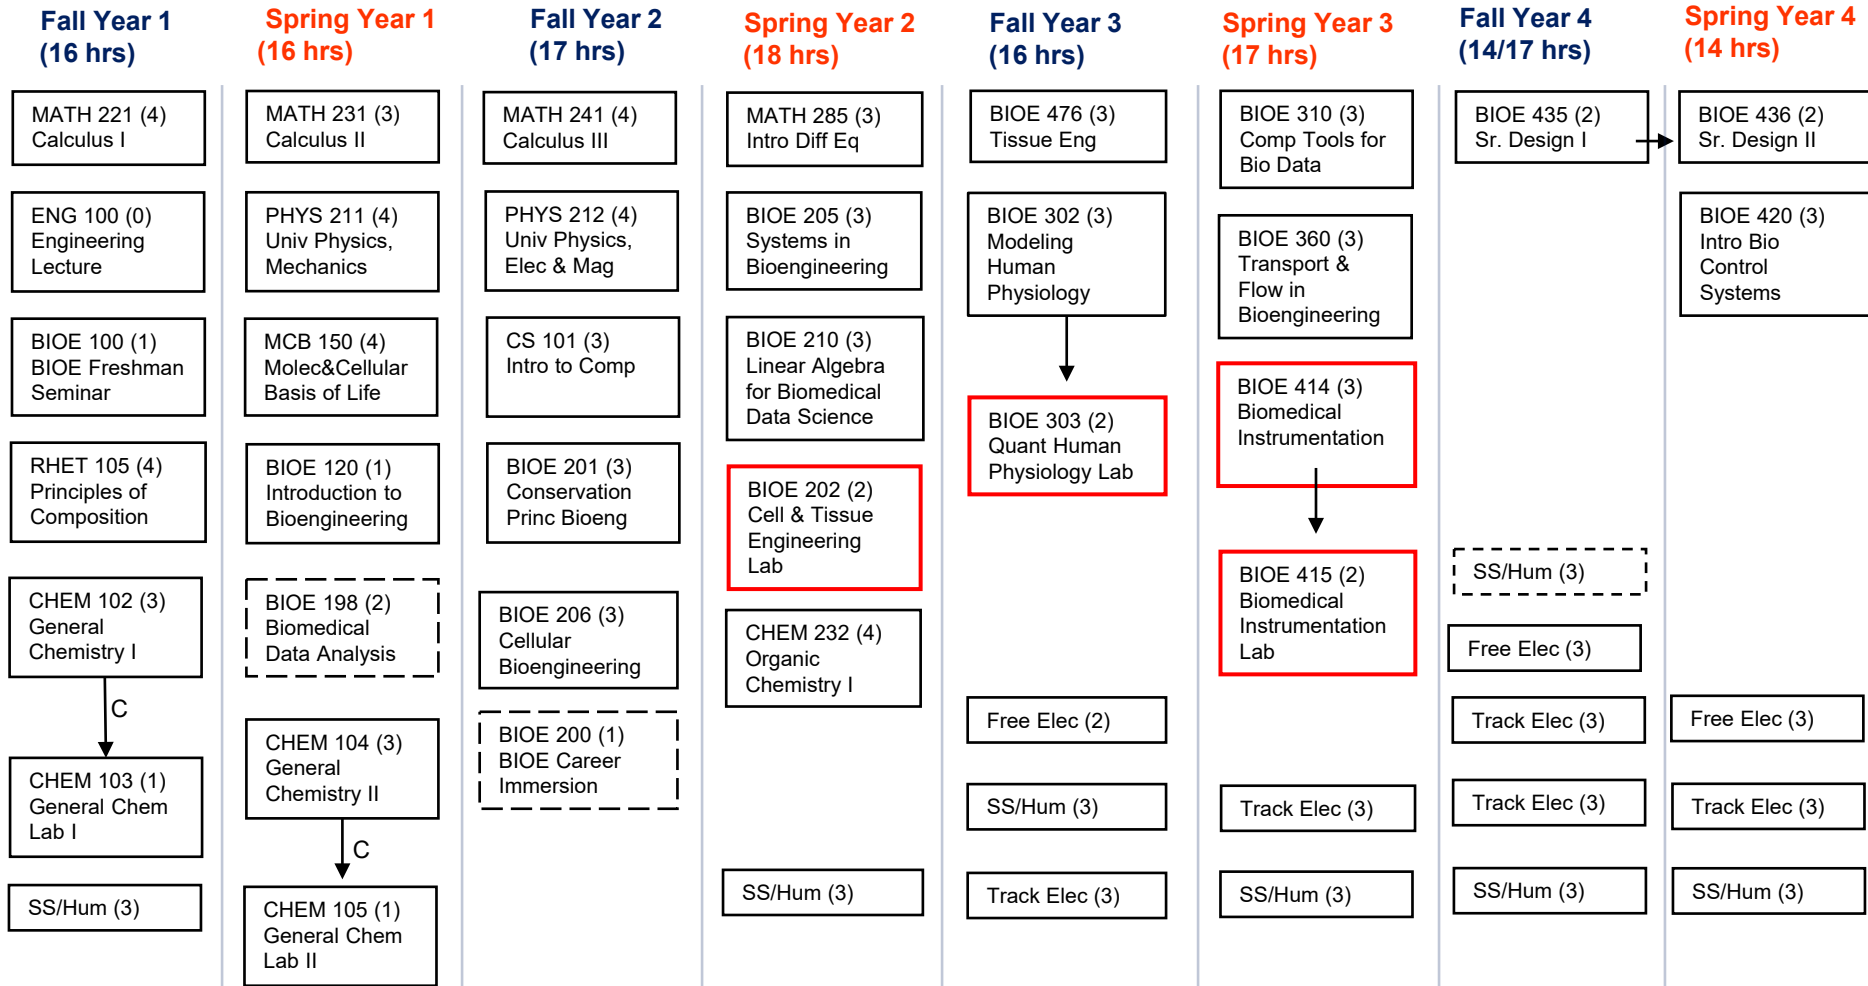 Fall Year 1
(16 hrs)
MATH 221 (4)
Calculus I
ENG 100 (0)
Engineering
Lecture
BIOE 100 (1)
BIOE Freshman
Seminar
RHET 105 (4)
Principles of
Composition
CHEM 102 (3)
General
Chemistry I
C
CHEM 103 (1)
General Chem
Lab I
SS/Hum (3)
Spring Year 1
(16 hrs)
MATH 231 (3)
Calculus II
PHYS 211 (4)
Univ Physics,
Mechanics
MCB 150 (4)
Molec&Cellular
Basis of Life
BIOE 120 (1)
Introduction to
Bioengineering
BIOE 198 (2)
Biomedical
Data Analysis
CHEM 104 (3)
General
Chemistry II
C
CHEM 105 (1)
General Chem
Lab II
Fall Year 2
(17 hrs)
MATH 241 (4)
Calculus III
PHYS 212 (4)
Univ Physics,
Elec & Mag
CS 101 (3)
Intro to Comp
BIOE 201 (3)
Conservation
Princ Bioeng
BIOE 206 (3)
Cellular
Bioengineering
BIOE 200 (1)
BIOE Career
Immersion
Spring Year 2
(18 hrs)
MATH 285 (3)
Intro Diff Eq
BIOE 205 (3)
Systems in
Bioengineering
BIOE 210 (3)
Linear Algebra
for Biomedical
Data Science
BIOE 202 (2)
Cell & Tissue
Engineering
Lab
CHEM 232 (4)
Organic
Chemistry I
SS/Hum (3)
Fall Year 3
(16 hrs)
BIOE 476 (3)
Tissue Eng
BIOE 302 (3)
Modeling
Human
Physiology
BIOE 303 (2)
Quant Human
Physiology Lab
Free Elec (2)
SS/Hum (3)
Track Elec (3)
Spring Year 3
(17 hrs)
BIOE 310 (3)
Comp Tools for
Bio Data
BIOE 360 (3)
Transport &
Flow in
Bioengineering
BIOE 414 (3)
Biomedical
Instrumentation
BIOE 415 (2)
Biomedical
Instrumentation
Lab
Track Elec (3)
SS/Hum (3)
Fall Year 4
(14/17 hrs)
BIOE 435 (2)
Sr. Design I
SS/Hum (3)
Free Elec (3)
Track Elec (3)
Track Elec (3)
SS/Hum (3)
Spring Year 4
(14 hrs)
BIOE 436 (2)
Sr. Design II
BIOE 420 (3)
Intro Bio
Control
Systems
Free Elec (3)
Track Elec (3)
SS/Hum (3)